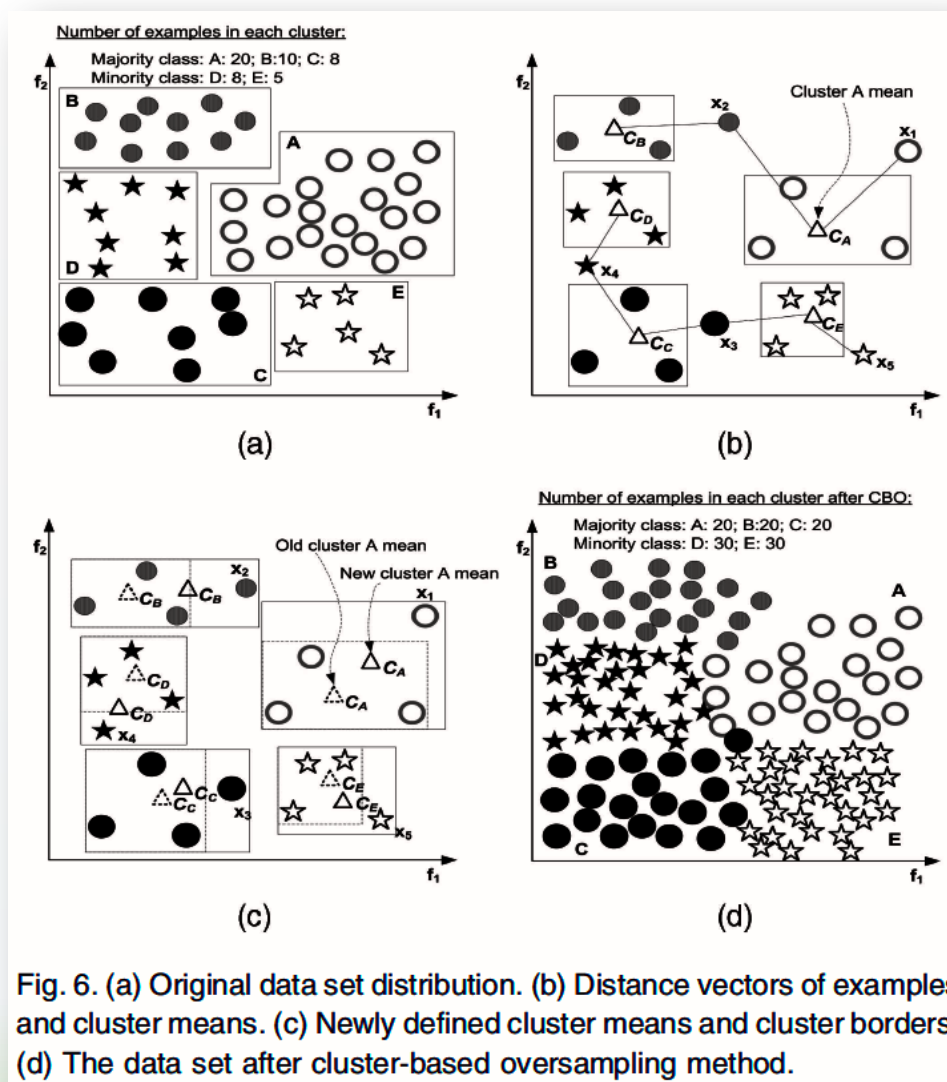 Number of examples in each cluster:
Majority class: A: 20; B:10; C: 8
Minority class: D: 8; E: 5
f2
B
A
D
E
C
f1
(a)
f2
Cluster A mean
x2
x1
CB
CD
CA
x4
CE
CC
x3
x5
f1
(b)
f2
Old cluster A mean
New cluster A mean
x2
x1
CB
CB
CA
CD
CA
CD
x4
CE
CC
CC
CE
x3
x5
f1
(c)
Number of examples in each cluster after CBO:
f2
Majority class: A: 20; B:20; C: 20
Minority class: D: 30; E: 30
B
A
D
C
E
f1
(d)
Fig. 6. (a) Original data set distribution. (b) Distance vectors of examples
and cluster means. (c) Newly defined cluster means and cluster borders
(d) The data set after cluster-based oversampling method.